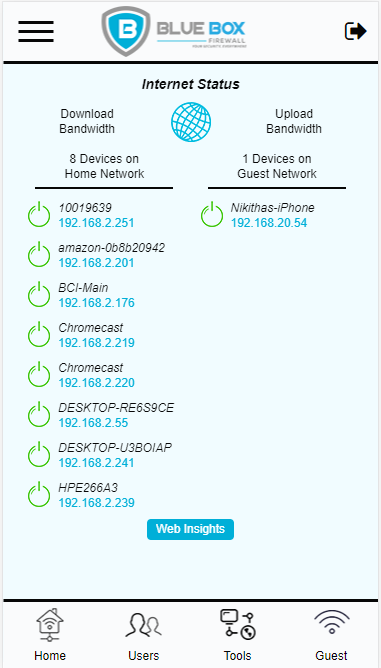 B BLUE BOX
FIREWALL
YOUR SECURITY, EVERYWHERE
Internet Status
Download
Bandwidth
Upload
Bandwidth
8 Devices on
Home Network
1 Devices on
Guest Network
10019639
192.168.2.251
amazon-0b8b20942
192.168.2.201
BCI-Main
192.168.2.176
Chromecast
192.168.2.219
Chromecast
192.168.2.220
DESKTOP-RE6S9CE
192.168.2.55
DESKTOP-U3BOIAP
192.168.2.241
HPE266A3
192.168.2.239
Nikithas-iPhone
192.168.20.54
Web Insights
Home
Users
Tools
Guest